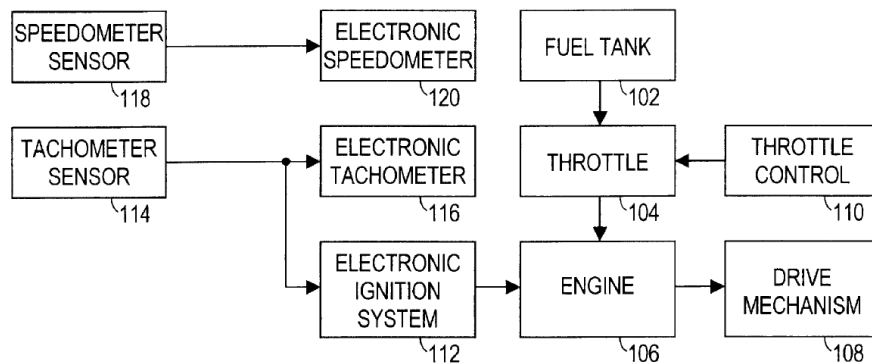 SPEEDOMETER
SENSOR
118
ELECTRONIC
SPEEDOMETER
120
FUEL TANK
102
TACHOMETER
SENSOR
114
ELECTRONIC
TACHOMETER
116
THROTTLE
104
THROTTLE
CONTROL
110
ELECTRONIC
IGNITION
SYSTEM
112
ENGINE
106
DRIVE
MECHANISM
108